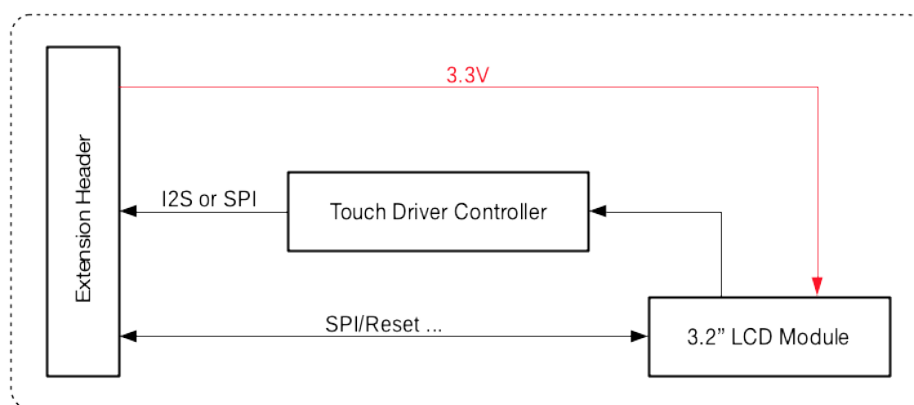 3.3V
Extension Header
I2S or SPI
Touch Driver Controller
SPI/Reset ...
3.2” LCD Module